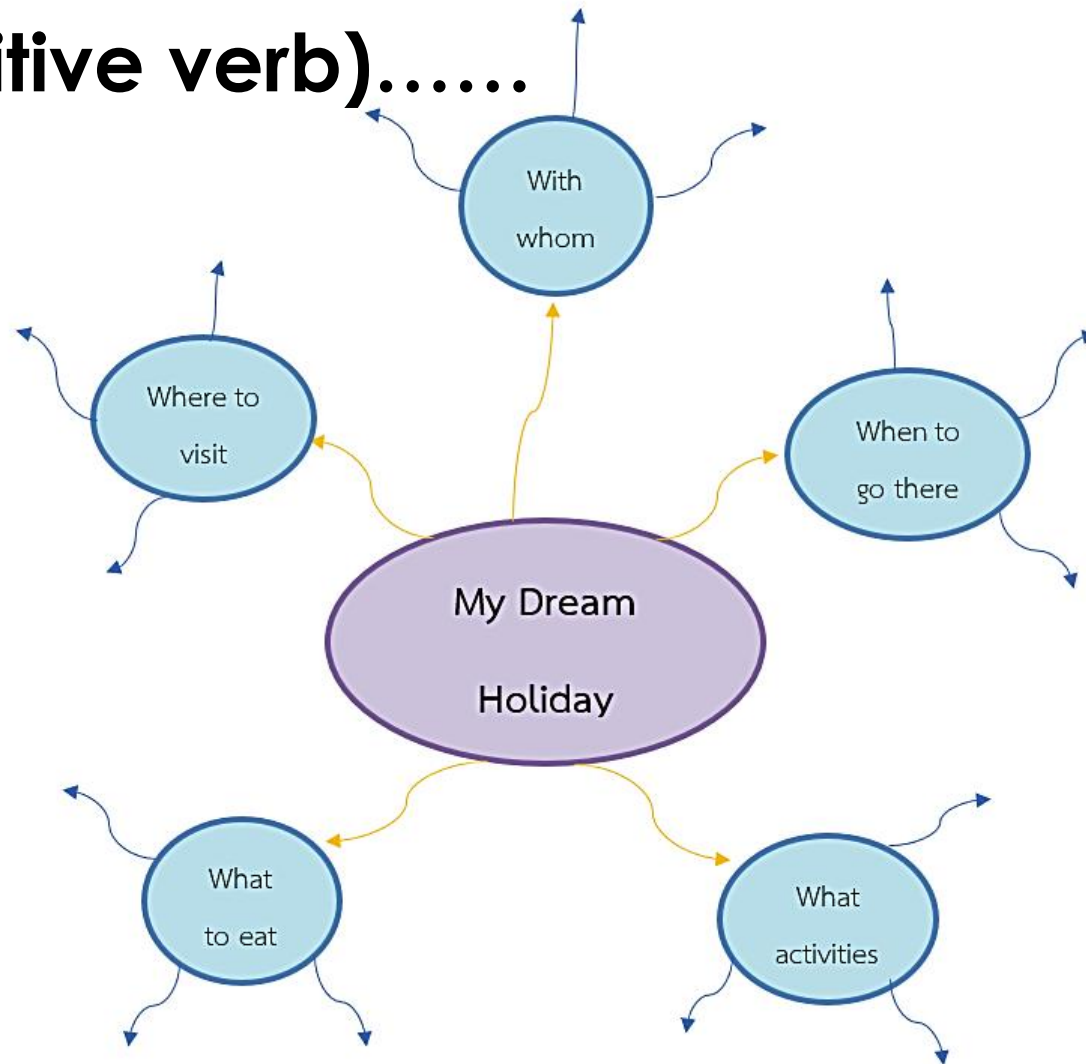 itive verb)......
With
whom
Where to
visit
When to
go there
My Dream
Holiday
What
to eat
What
activities